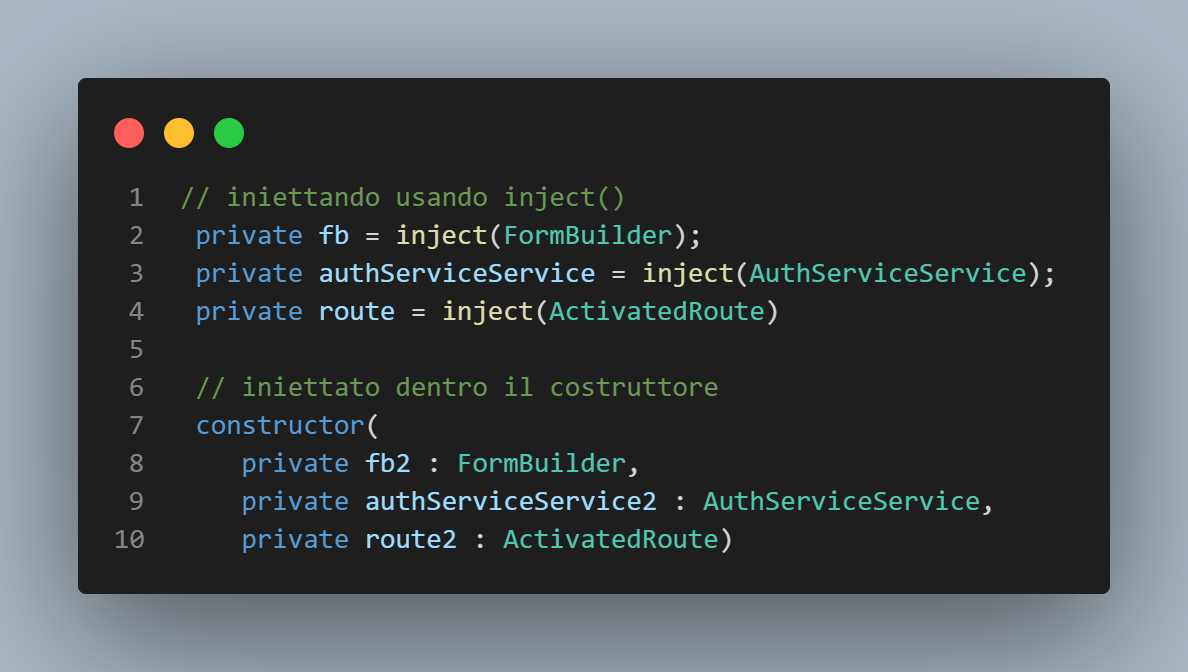 1 // iniettando usando inject()
2 private fb = inject(FormBuilder);
3 private authServiceService = inject(AuthServiceService);
4 private route = inject(ActivatedRoute)
5
6 // iniettato dentro il costruttore
7 constructor(
8 private fb2 : FormBuilder,
9 private authServiceService2 : AuthServiceService,
10 private route2 : ActivatedRoute)